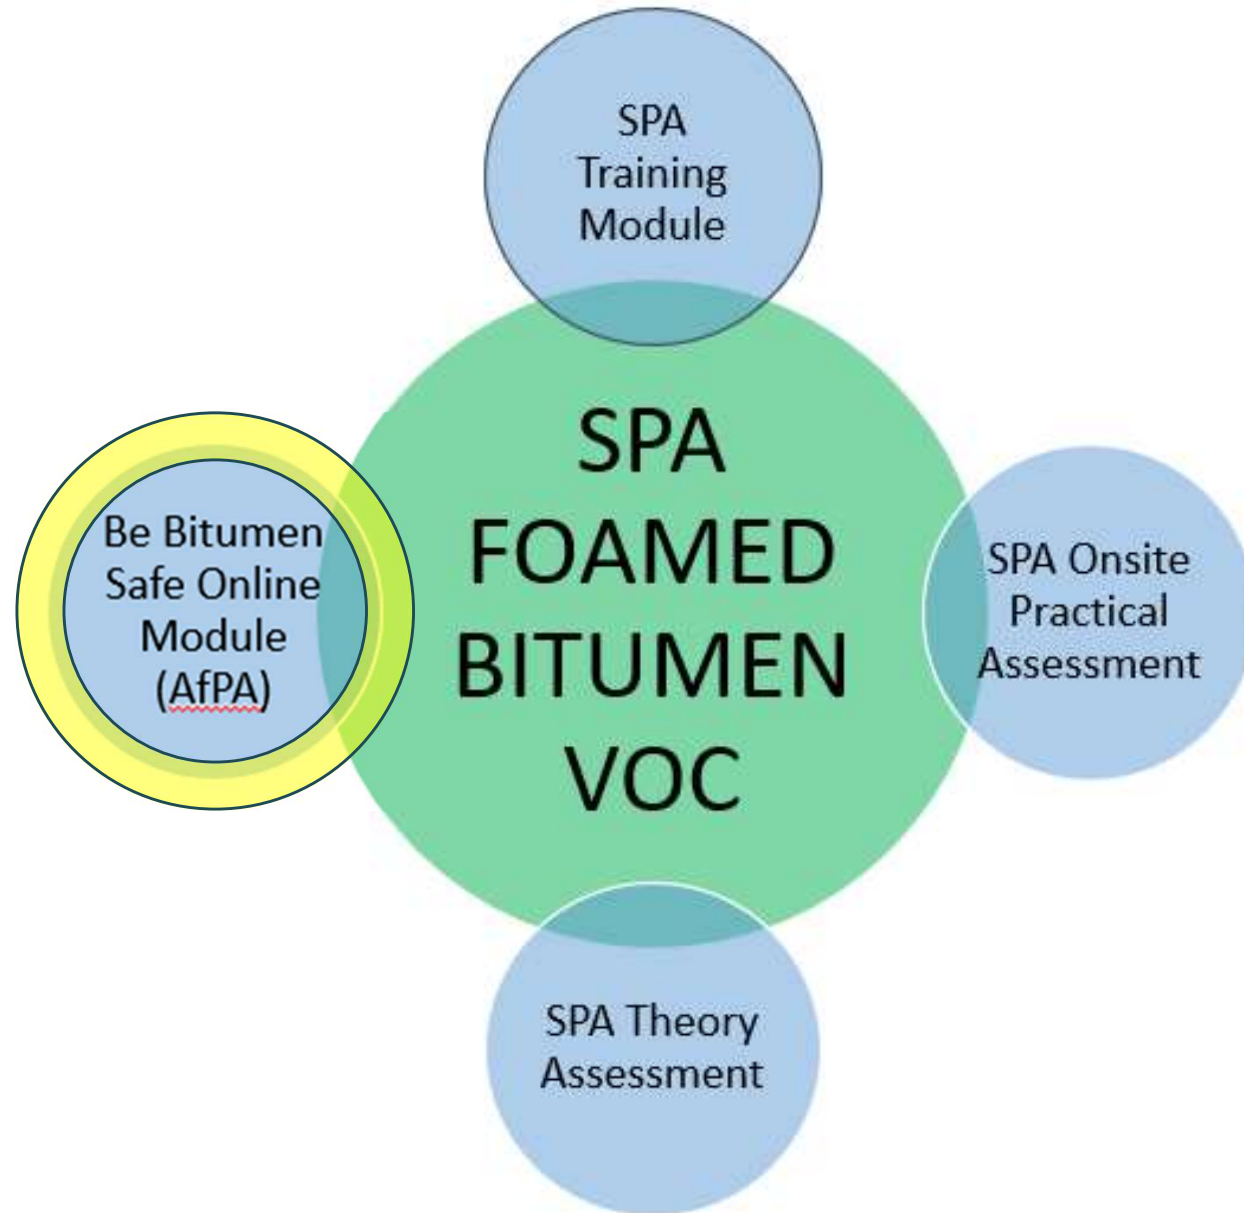 SPA
Training
Module
SPA
FOAMED
BITUMEN
VOC
Be Bitumen
Safe Online
Module
(AfPA)
SPA Onsite
Practical
Assessment
SPA Theory
Assessment